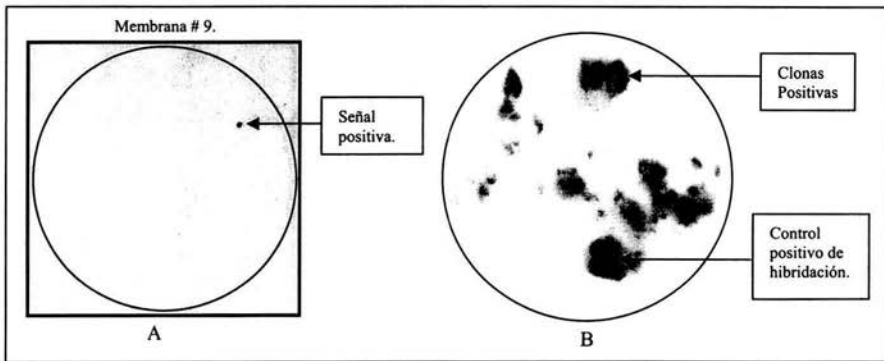 Membrana # 9.
Señal
positiva.
A
Clonas
Positivas
Control
positivo de
hibridación.
B